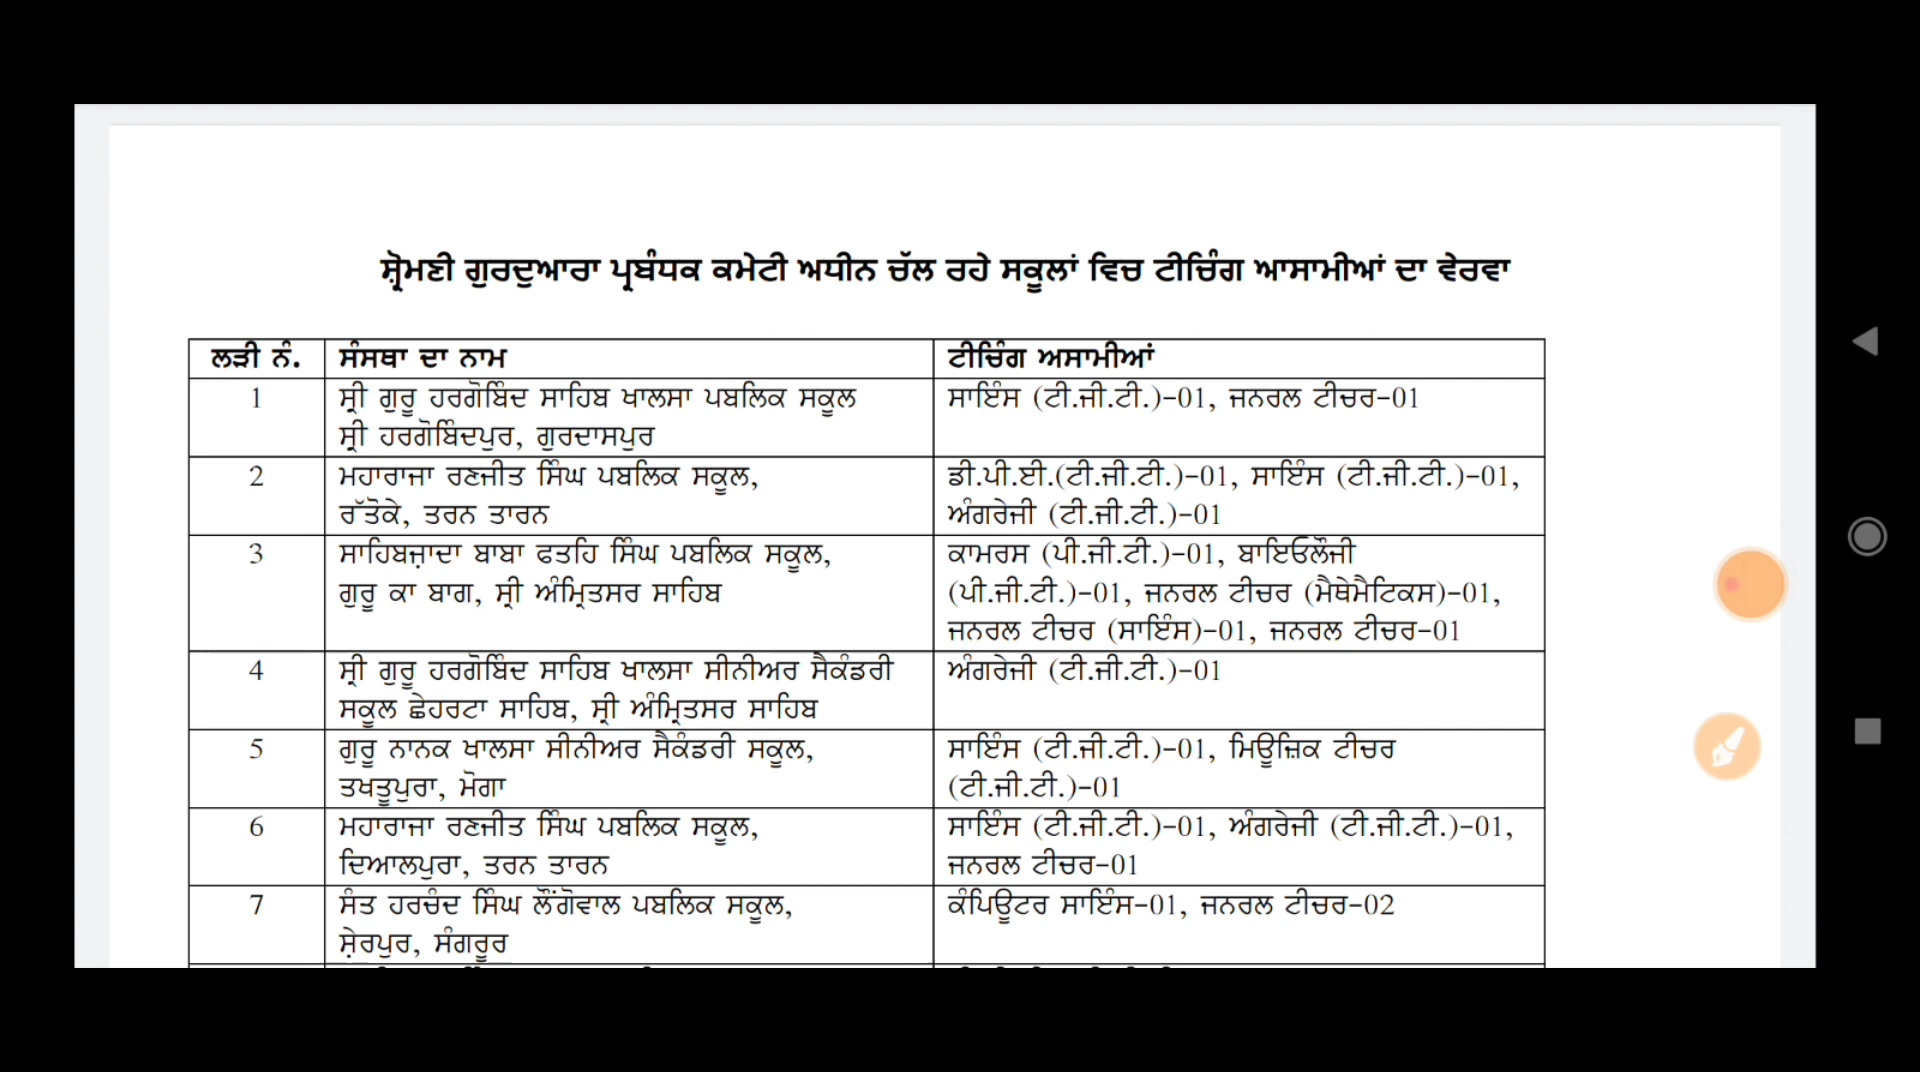 ਸ਼੍ਰੋਮਣੀ ਗੁਰਦੁਆਰਾ ਪ੍ਰਬੰਧਕ ਕਮੇਟੀ ਅਧੀਨ ਚੱਲ ਰਹੇ ਸਕੂਲਾਂ ਵਿਚ ਟੀਚਿੰਗ ਆਸਾਮੀਆਂ ਦਾ ਵੇਰਵਾ
ਲੜੀ ਨੰ. ਸੰਸਥਾ ਦਾ ਨਾਮ ਟੀਚਿੰਗ ਅਸਾਮੀਆਂ
1 ਸ੍ਰੀ ਗੁਰੂ ਹਰਗੋਬਿੰਦ ਸਾਹਿਬ ਖਾਲਸਾ ਪਬਲਿਕ ਸਕੂਲ ਸਾਇੰਸ (ਟੀ.ਜੀ.ਟੀ.)-01, ਜਨਰਲ ਟੀਚਰ-01
ਸ੍ਰੀ ਹਰਗੋਬਿੰਦਪੁਰ, ਗੁਰਦਾਸਪੁਰ
2 ਮਹਾਰਾਜਾ ਰਣਜੀਤ ਸਿੰਘ ਪਬਲਿਕ ਸਕੂਲ, ਡੀ.ਪੀ.ਈ.(ਟੀ.ਜੀ.ਟੀ.)-01, ਸਾਇੰਸ (ਟੀ.ਜੀ.ਟੀ.)-01,
ਰੱਤੋਕੇ, ਤਰਨ ਤਾਰਨ ਅੰਗਰੇਜੀ (ਟੀ.ਜੀ.ਟੀ.)-01
3 ਸਾਹਿਬਜ਼ਾਦਾ ਬਾਬਾ ਫਤਹਿ ਸਿੰਘ ਪਬਲਿਕ ਸਕੂਲ, ਕਾਮਰਸ (ਪੀ.ਜੀ.ਟੀ.)-01, ਬਾਇਓਲੌਜੀ
ਗੁਰੂ ਕਾ ਬਾਗ, ਸ੍ਰੀ ਅੰਮ੍ਰਿਤਸਰ ਸਾਹਿਬ (ਪੀ.ਜੀ.ਟੀ.)-01, ਜਨਰਲ ਟੀਚਰ (ਮੈਥੇਮੈਟਿਕਸ)-01,
ਜਨਰਲ ਟੀਚਰ (ਸਾਇੰਸ)-01, ਜਨਰਲ ਟੀਚਰ-01
4 ਸ੍ਰੀ ਗੁਰੂ ਹਰਗੋਬਿੰਦ ਸਾਹਿਬ ਖਾਲਸਾ ਸੀਨੀਅਰ ਸੈਕੰਡਰੀ ਅੰਗਰੇਜੀ (ਟੀ.ਜੀ.ਟੀ.)-01
ਸਕੂਲ ਛੇਹਰਟਾ ਸਾਹਿਬ, ਸ੍ਰੀ ਅੰਮ੍ਰਿਤਸਰ ਸਾਹਿਬ
5 ਗੁਰੂ ਨਾਨਕ ਖਾਲਸਾ ਸੀਨੀਅਰ ਸੈਕੰਡਰੀ ਸਕੂਲ, ਸਾਇੰਸ (ਟੀ.ਜੀ.ਟੀ.)-01, ਮਿਊਜ਼ਿਕ ਟੀਚਰ
ਤਖਤੂਪੁਰਾ, ਮੋਗਾ (ਟੀ.ਜੀ.ਟੀ.)-01
6 ਮਹਾਰਾਜਾ ਰਣਜੀਤ ਸਿੰਘ ਪਬਲਿਕ ਸਕੂਲ, ਸਾਇੰਸ (ਟੀ.ਜੀ.ਟੀ.)-01, ਅੰਗਰੇਜੀ (ਟੀ.ਜੀ.ਟੀ.)-01,
ਦਿਆਲਪੁਰਾ, ਤਰਨ ਤਾਰਨ ਜਨਰਲ ਟੀਚਰ-01
7 ਸੰਤ ਹਰਚੰਦ ਸਿੰਘ ਲੌਂਗੋਵਾਲ ਪਬਲਿਕ ਸਕੂਲ, ਕੰਪਿਊਟਰ ਸਾਇੰਸ-01, ਜਨਰਲ ਟੀਚਰ-02
ਸ਼ੇਰਪੁਰ, ਸੰਗਰੂਰ